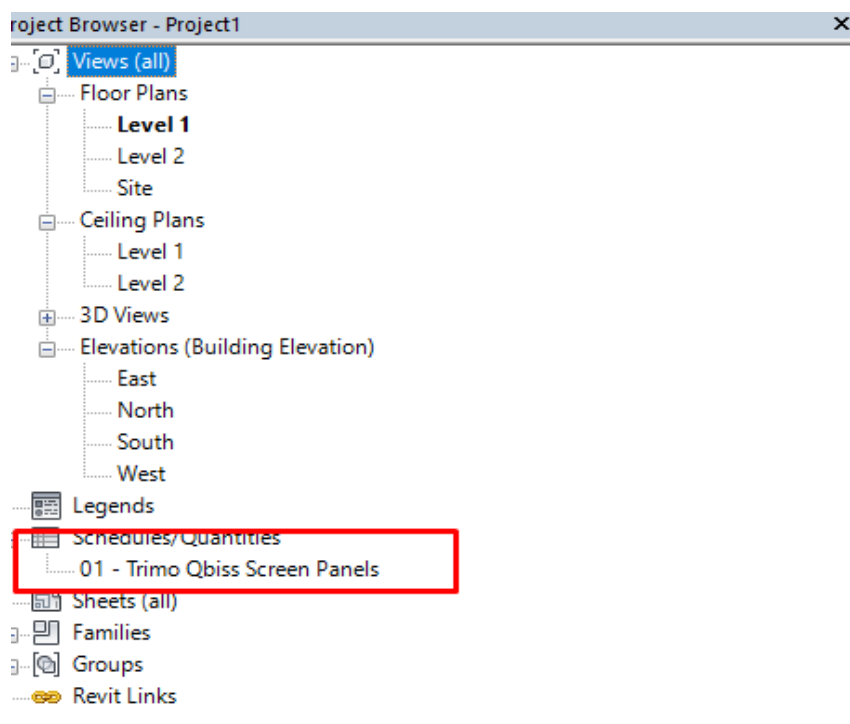 roject Browser - Project1
Views (all)
Floor Plans
Level 1
Level 2
Site
Ceiling Plans
Level 1
Level 2
3D Views
Elevations (Building Elevation)
East
North
South
West
Legends
Schedules/Quantities
01 - Trimo Qbiss Screen Panels
Sheets (all)
Families
Groups
Revit Links